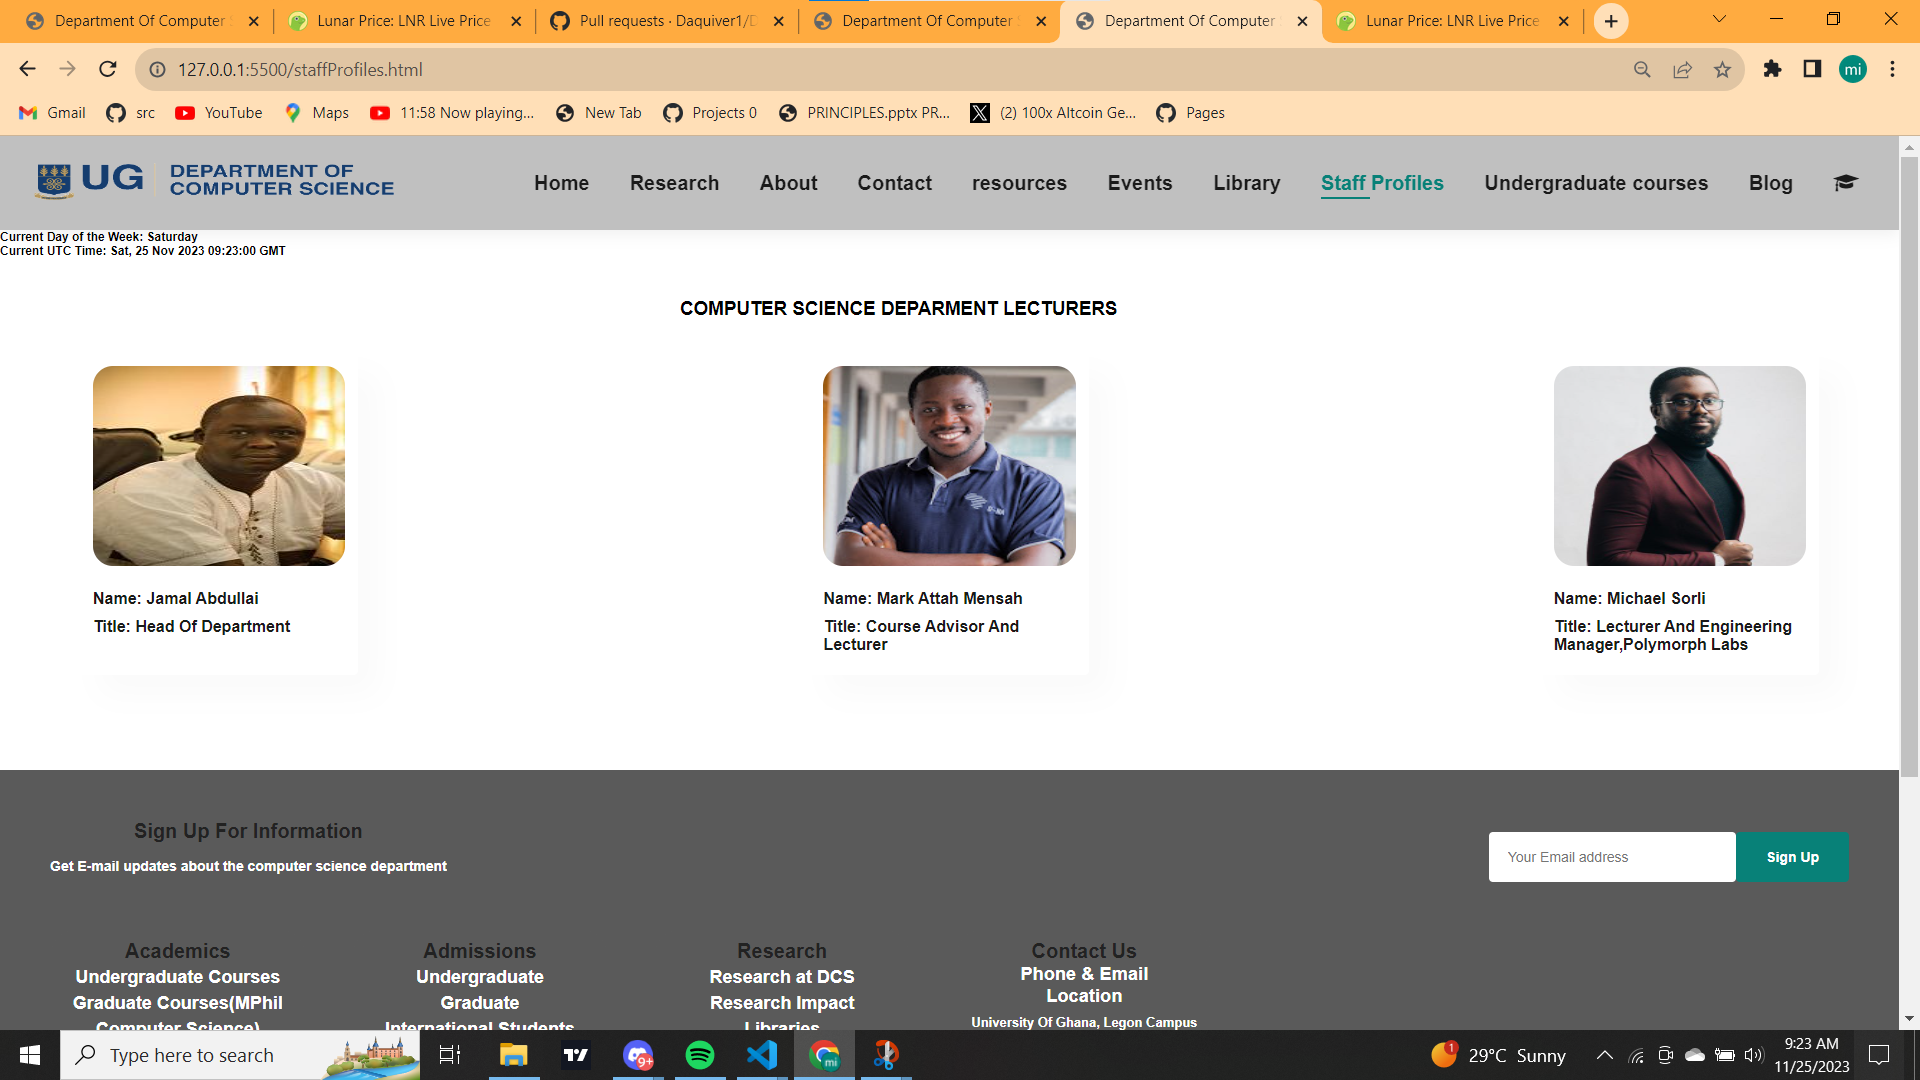 Department Of Computer
Lunar Price: LNR Live Price
Pull requests · Daquiver1/D
Department Of Computer
Department Of Computer
Lunar Price: LNR Live Price
127.0.0.1:5500/staffProfiles.html
mi
Gmail
src
YouTube
Maps
11:58 Now playing...
New Tab
Projects 0
PRINCIPLES.pptx PR...
(2) 100x Altcoin Ge...
Pages
UG
DEPARTMENT OF
COMPUTER SCIENCE
Home
Research
About
Contact
resources
Events
Library
Staff Profiles
Undergraduate courses
Blog
Current Day of the Week: Saturday
Current UTC Time: Sat, 25 Nov 2023 09:23:00 GMT
COMPUTER SCIENCE DEPARMENT LECTURERS
Name: Jamal Abdullai
Title: Head Of Department
Name: Mark Attah Mensah
Title: Course Advisor And
Lecturer
Name: Michael Sorli
Title: Lecturer And Engineering
Manager,Polymorph Labs
Sign Up For Information
Get E-mail updates about the computer science department
Your Email address
Sign Up
Academics
Undergraduate Courses
Graduate Courses(MPhil
Computer Science)
Admissions
Undergraduate
Graduate
International Students
Research
Research at DCS
Research Impact
Libraries
Contact Us
Phone & Email
Location
University Of Ghana, Legon Campus
Type here to search
9+
mi
1
29°C Sunny
9:23 AM
11/25/2023